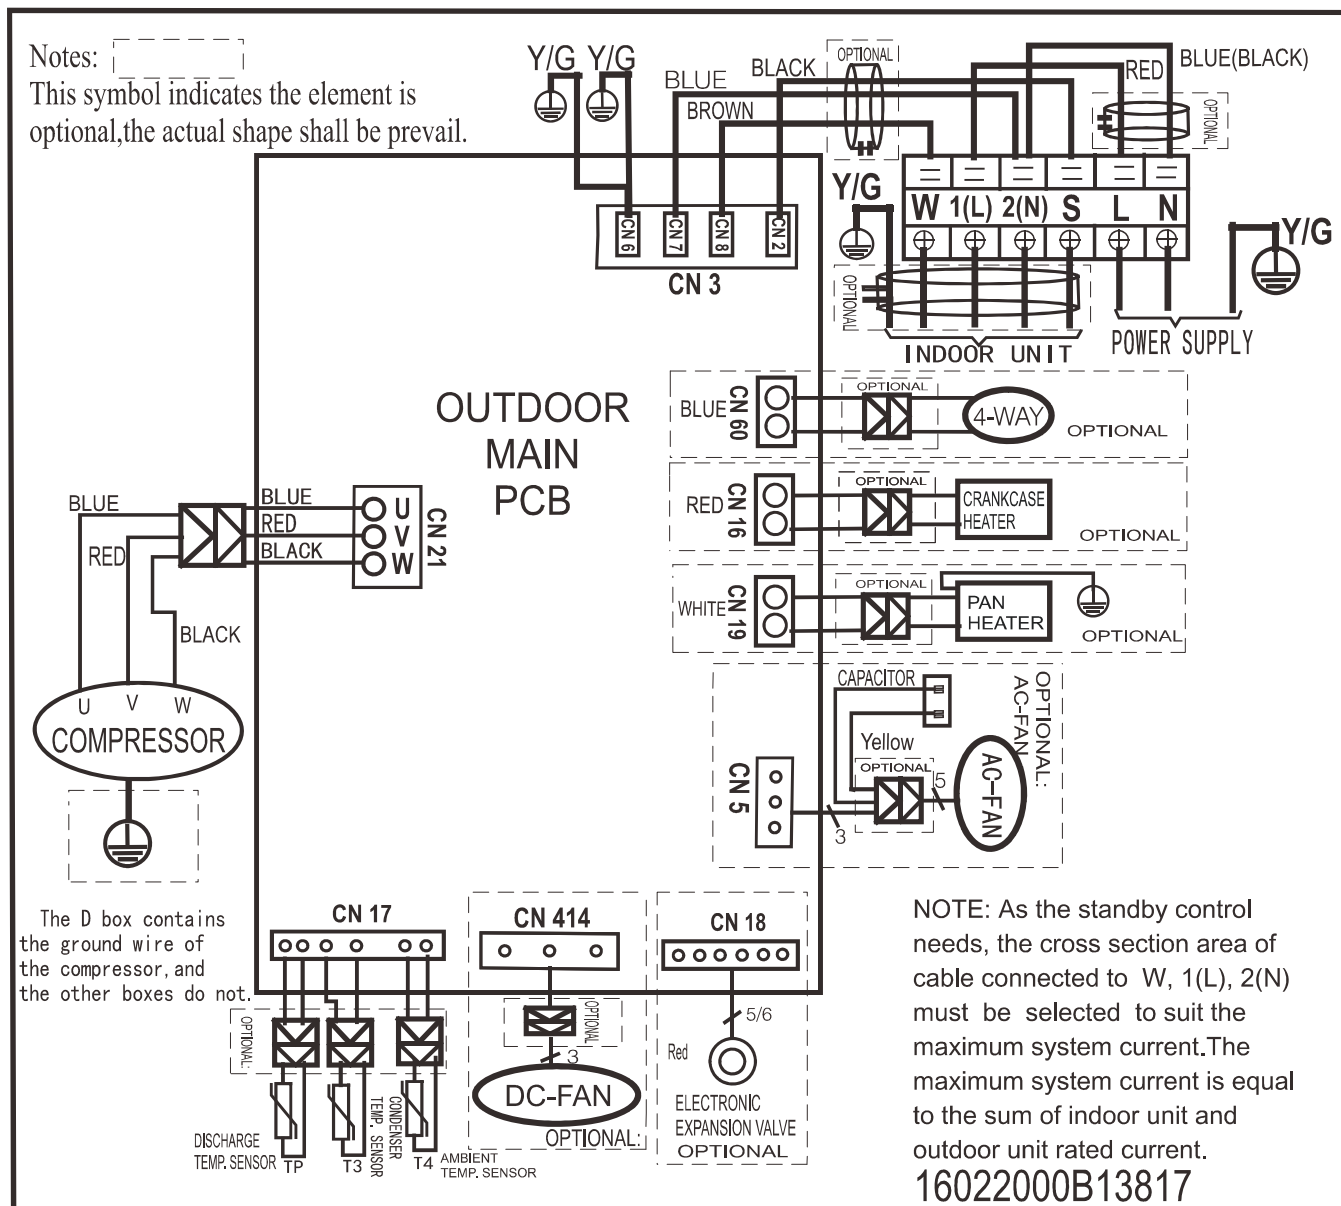 Notes:
This symbol indicates the element is
optional,the actual shape shall be prevail.
Y/G Y/G
BLUE
BLACK
BROWN
OPTIONAL
RED
BLUE(BLACK)
OPTIONAL
Y/G
W 1(L) 2(N) S L N
Y/G
CN 6
CN 7
CN 8
CN 2
CN 3
OPTIONAL
INDOOR UNIT
POWER SUPPLY
OUTDOOR
MAIN
PCB
BLUE
CN 60
OPTIONAL
4-WAY
OPTIONAL
RED
CN 16
OPTIONAL
CRANKCASE
HEATER
OPTIONAL
WHITE
CN 19
OPTIONAL
PAN
HEATER
OPTIONAL
BLUE
RED
BLACK
BLUE
RED
BLACK
U
V
W
CN 21
U V W
COMPRESSOR
CAPACITOR
OPTIONAL:
AC-FAN
Yellow
OPTIONAL
5
AC-FAN
CN 5
3
The D box contains
the ground wire of
the compressor,and
the other boxes do not.
CN 17
CN 414
CN 18
OPTIONAL:
OPTIONAL
3
DC-FAN
OPTIONAL:
5/6
Red
ELECTRONIC
EXPANSION VALVE
OPTIONAL
DISCHARGE
TEMP. SENSOR
TP
T3
CONDENSER
TEMP. SENSOR
T4
AMBIENT
TEMP. SENSOR
NOTE: As the standby control
needs, the cross section area of
cable connected to W, 1(L), 2(N)
must be selected to suit the
maximum system current.The
maximum system current is equal
to the sum of indoor unit and
outdoor unit rated current.
16022000B13817